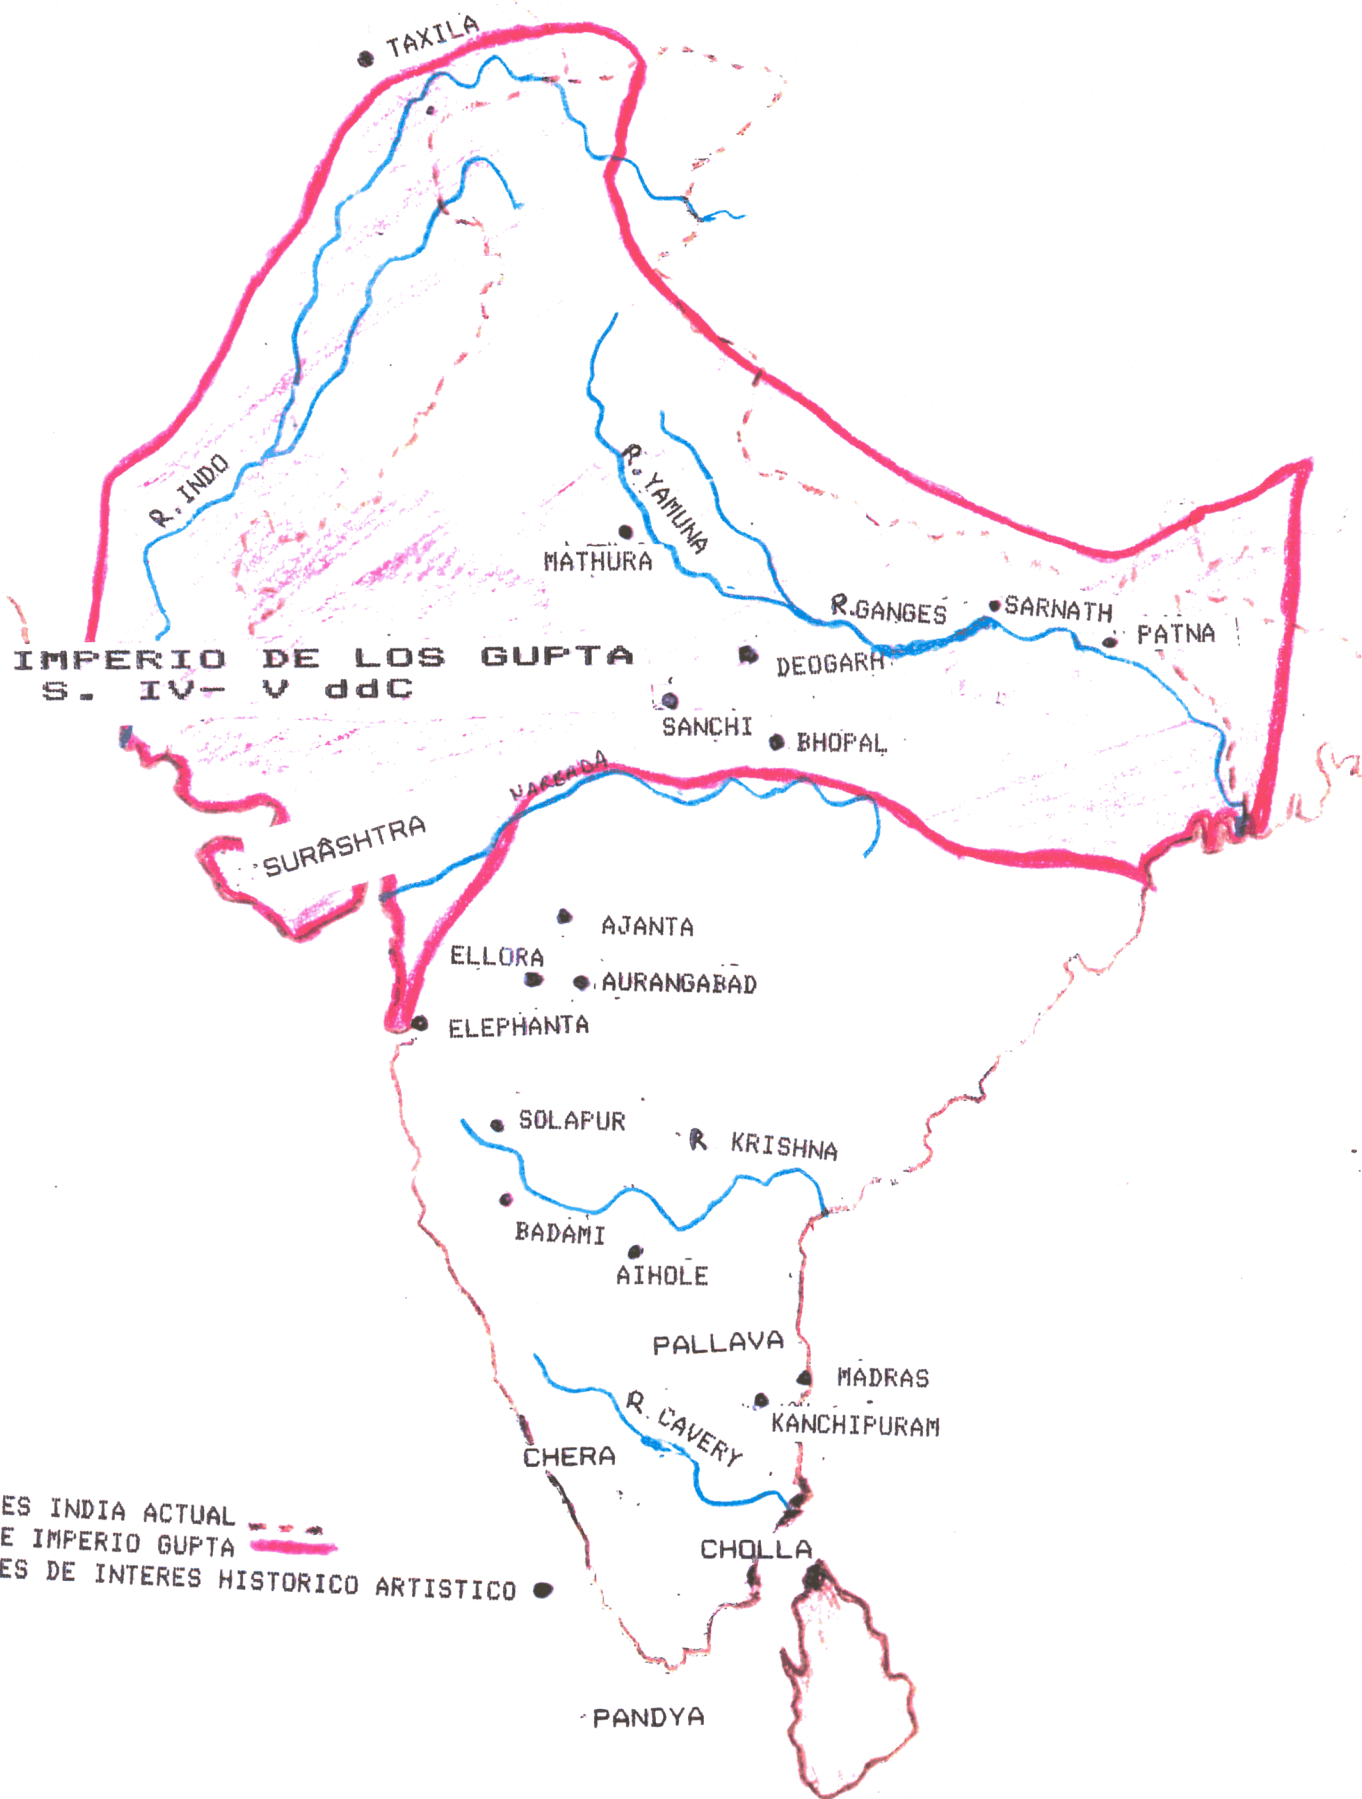 TAXILA
R. INDO
R. YAMUNA
MATHURA
R.GANGES
SARNATH
PATNA
IMPERIO DE LOS GUPTA
S. IV- V ddC
DEOGARH
SANCHI
BHOPAL
NARBADA
SURÂSHTRA
AJANTA
ELLORA
AURANGABAD
ELEPHANTA
SOLAPUR
R KRISHNA
BADAMI
AIHOLE
PALLAVA
MADRAS
KANCHIPURAM
R. CAVERY
CHERA
CHOLLA
ES INDIA ACTUAL
E IMPERIO GUPTA
ES DE INTERES HISTORICO ARTISTICO
PANDYA